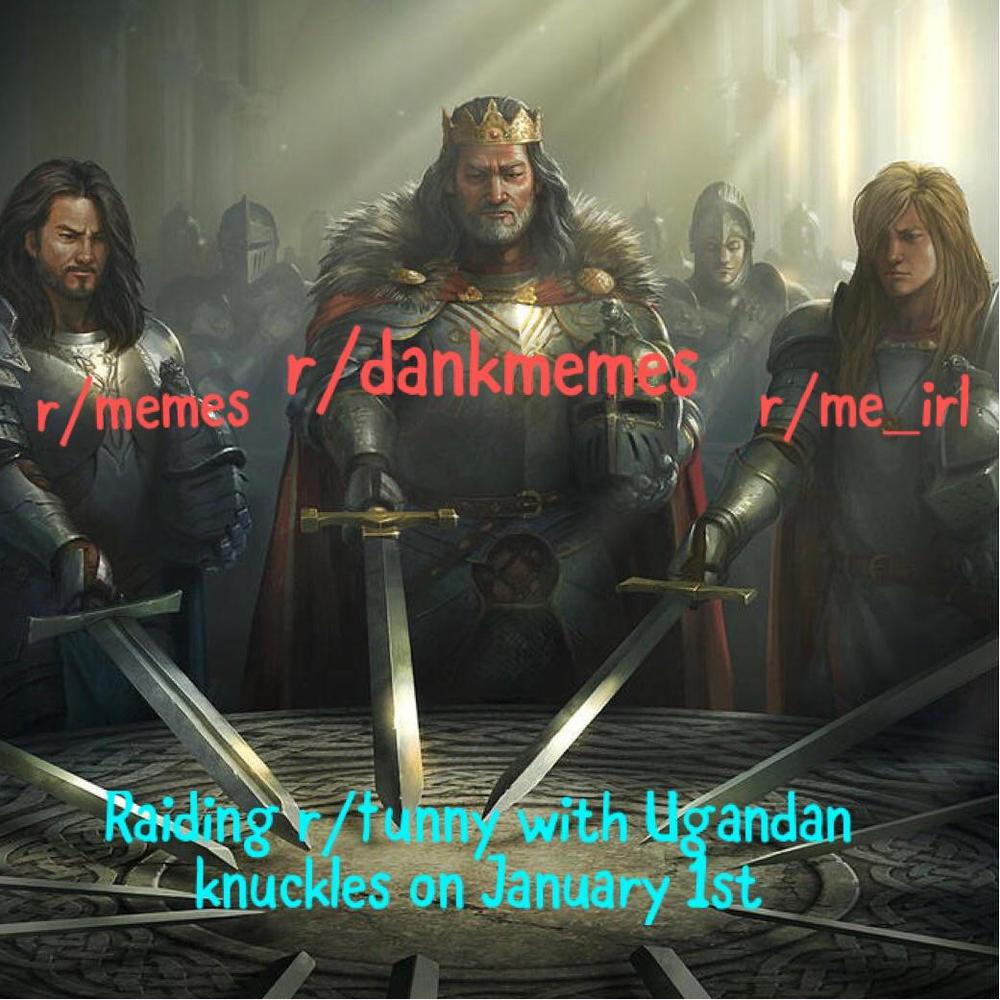 r/memes
r/dankmemes
r/me_irl
Raiding r/funny with Ugandan
knuckles on January 1st